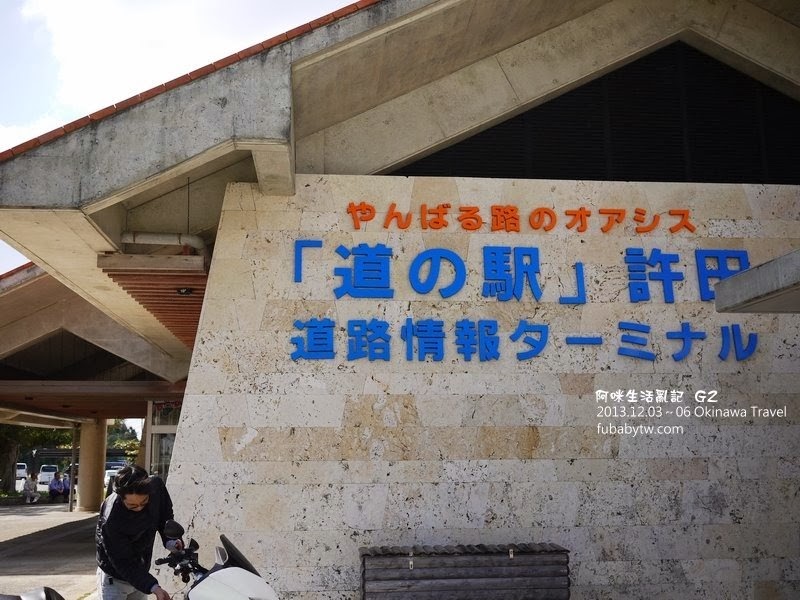 やんばる路のオアシス
「道の駅」許田
道路情報ターミナル
阿咪生活亂記 G2
2013.12.03~06 Okinawa Travel
fubabytw.com